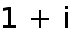 1 + i